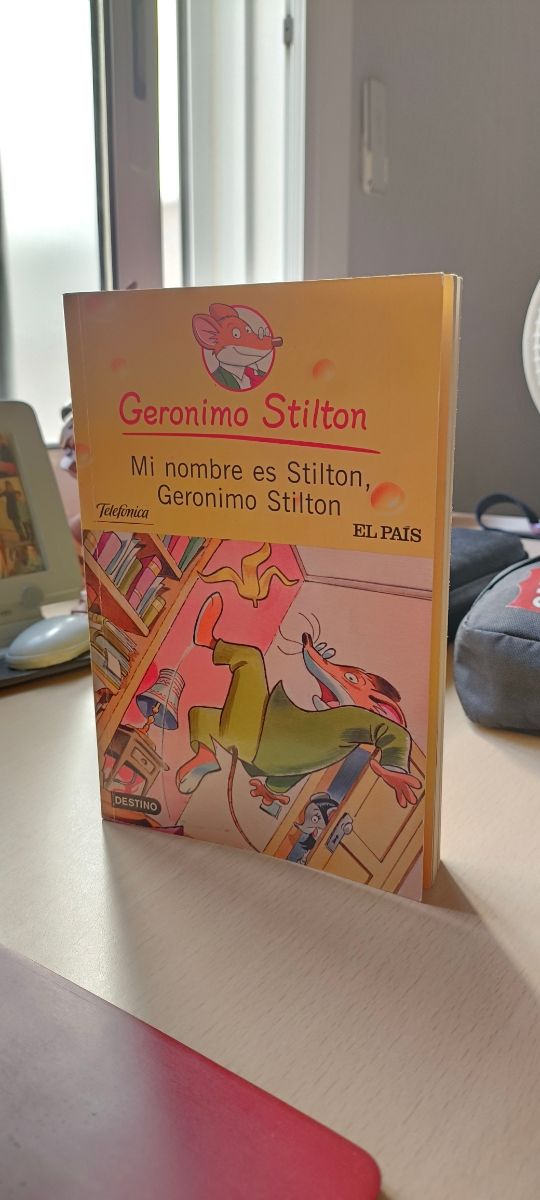 Geronimo Stilton
Mi nombre es Stilton,
Geronimo Stilton
Telefónica
EL PAÍS
DESTINO